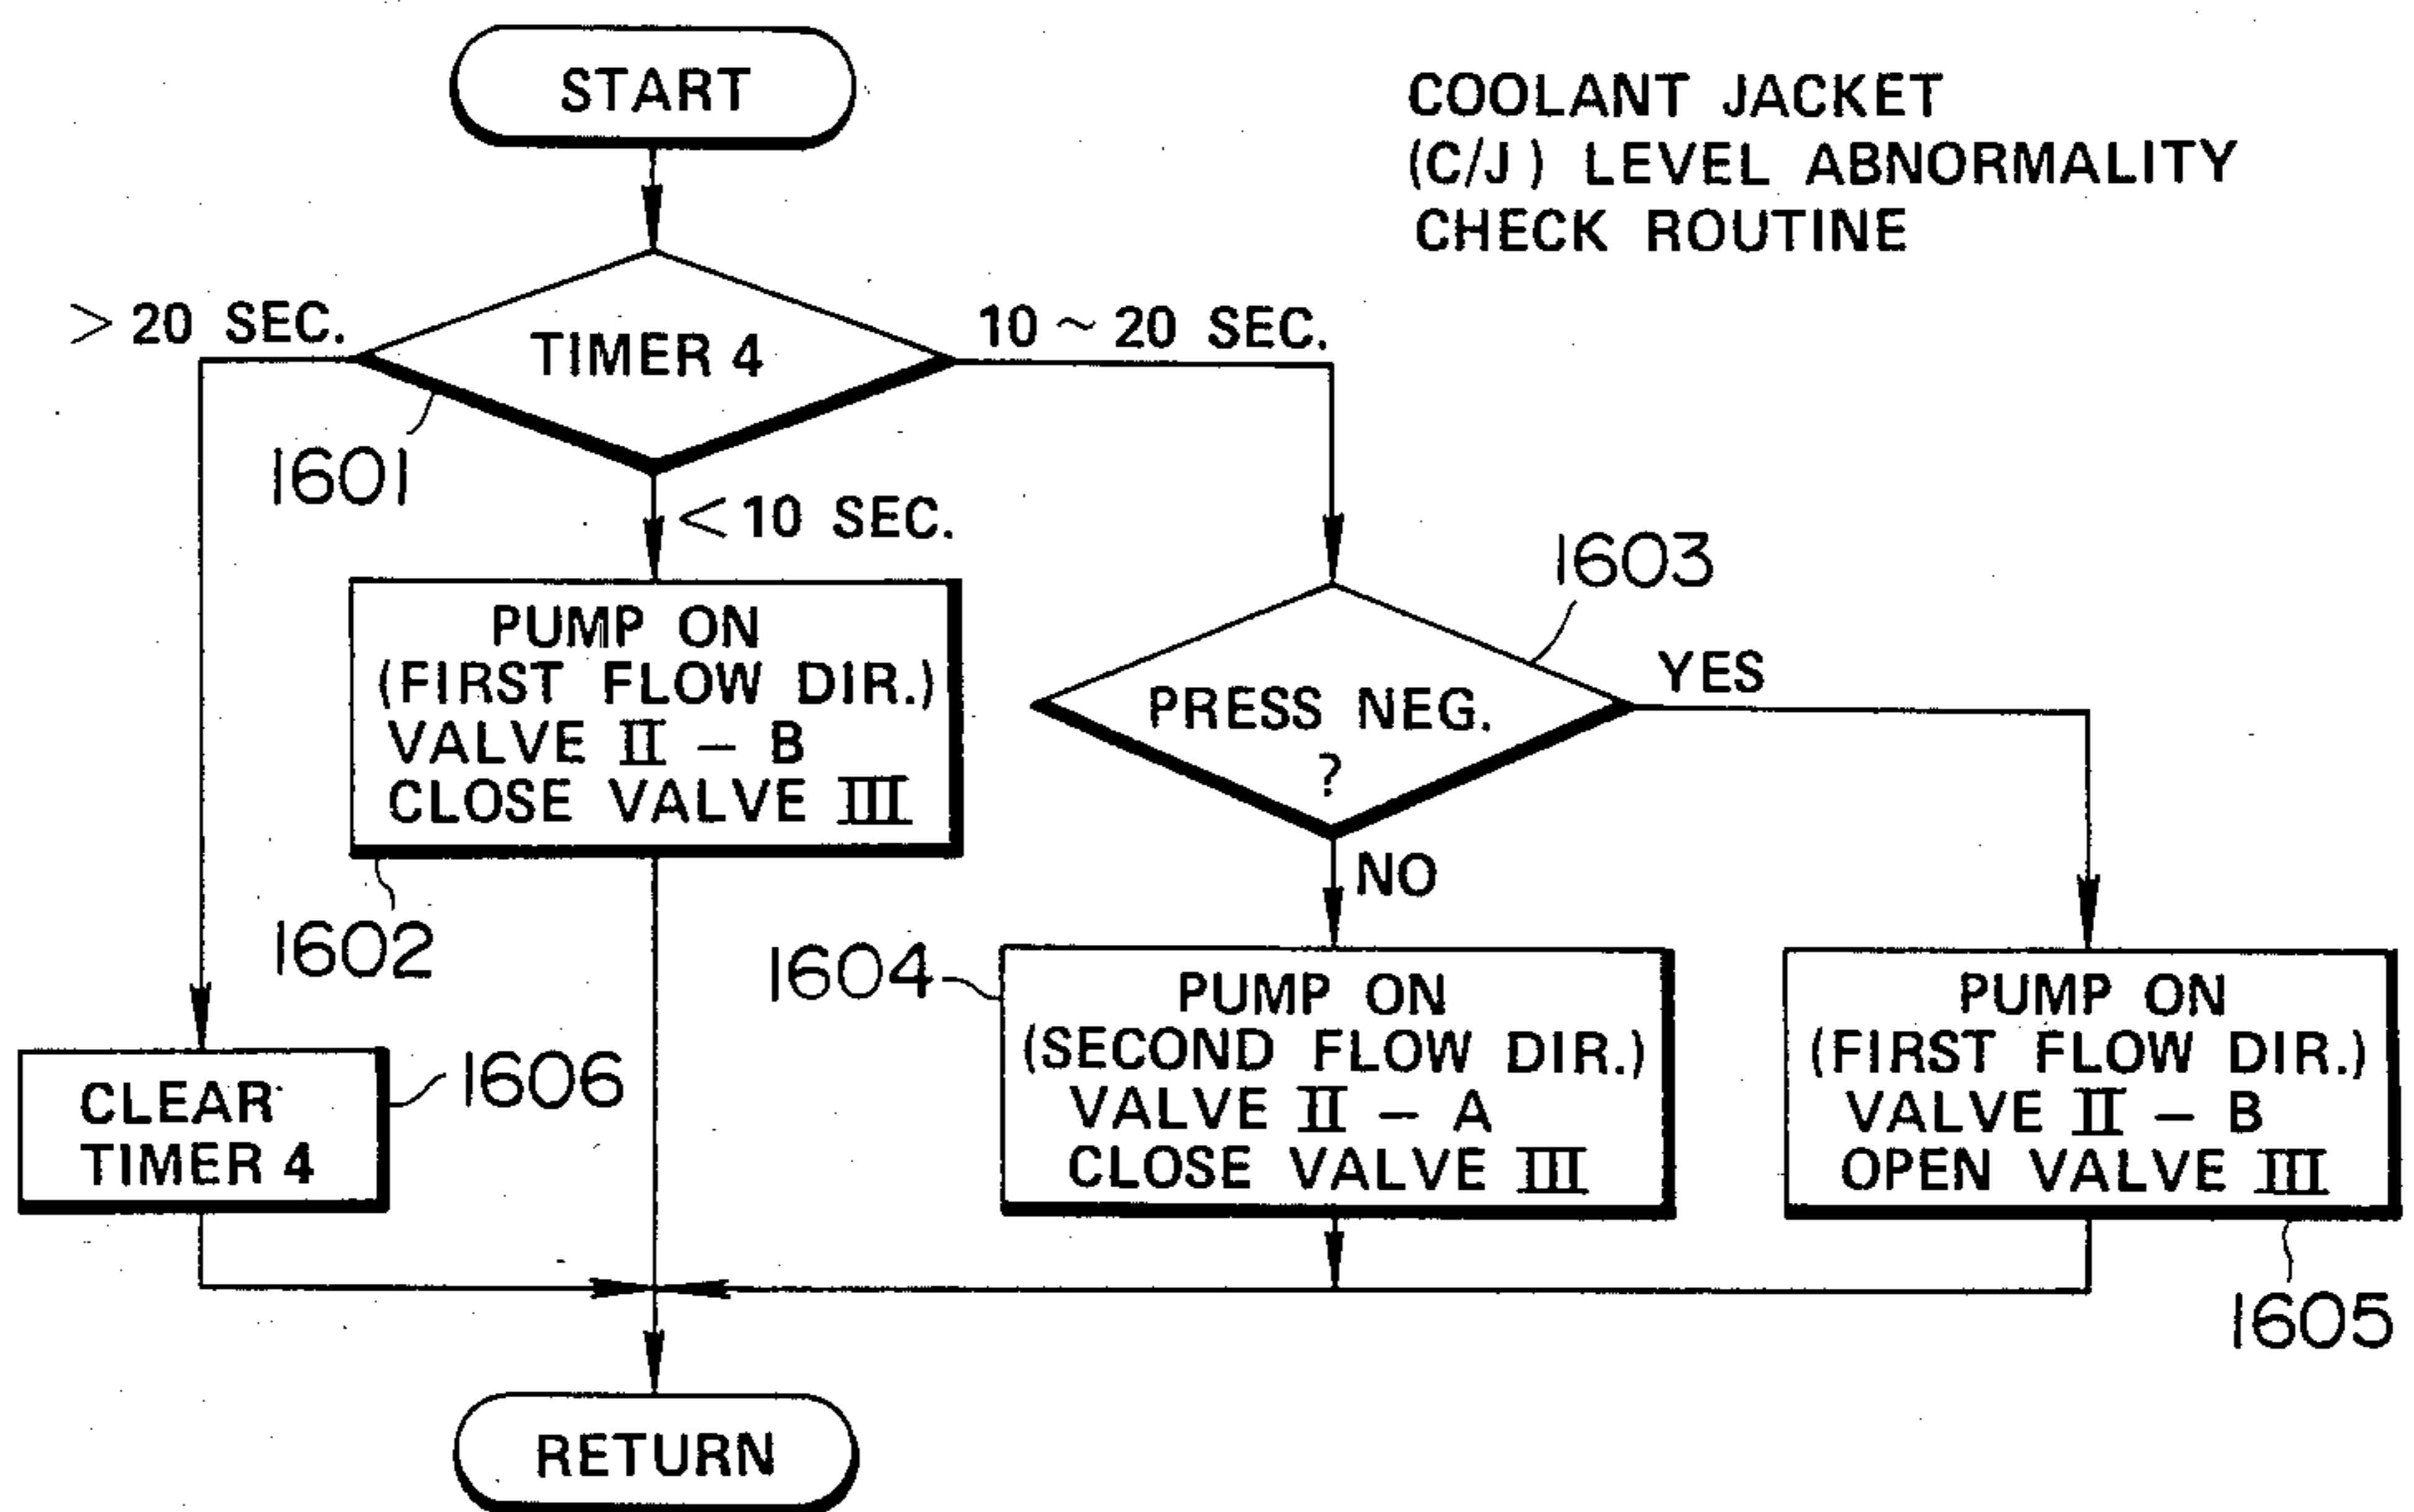 START
COOLANT JACKET
(C/J) LEVEL ABNORMALITY
CHECK ROUTINE
> 20 SEC.
TIMER 4
10 ~ 20 SEC.
1601
< 10 SEC.
PUMP ON
(FIRST FLOW DIR.)
VALVE II – B
CLOSE VALVE III
1602
1603
PRESS NEG.
?
YES
NO
1604
PUMP ON
(SECOND FLOW DIR.)
VALVE II – A
CLOSE VALVE III
PUMP ON
(FIRST FLOW DIR.)
VALVE II – B
OPEN VALVE III
1605
CLEAR
TIMER 4
1606
RETURN